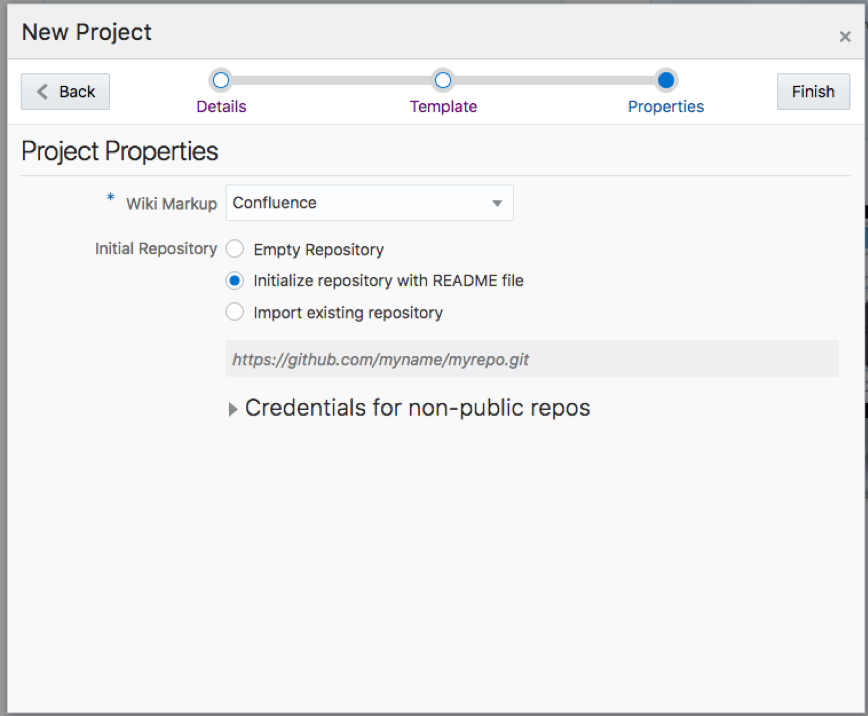 New Project
×
Back
Finish
Details
Template
Properties
Project Properties
* Wiki Markup Confluence
Initial Repository Empty Repository
Initialize repository with README file
Import existing repository
https://github.com/myname/myrepo.git
Credentials for non-public repos